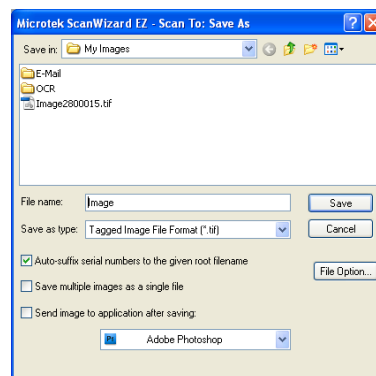 Microtek ScanWizard EZ - Scan To: Save As
Save in: My Images
E-Mail
OCR
Image2800015.tif
File name: Image Save
Save as type: Tagged Image File Format (*.tif) Cancel
Auto-suffix serial numbers to the given root filename
File Option...
Save multiple images as a single file
Send image to application after saving:
Ps Adobe Photoshop